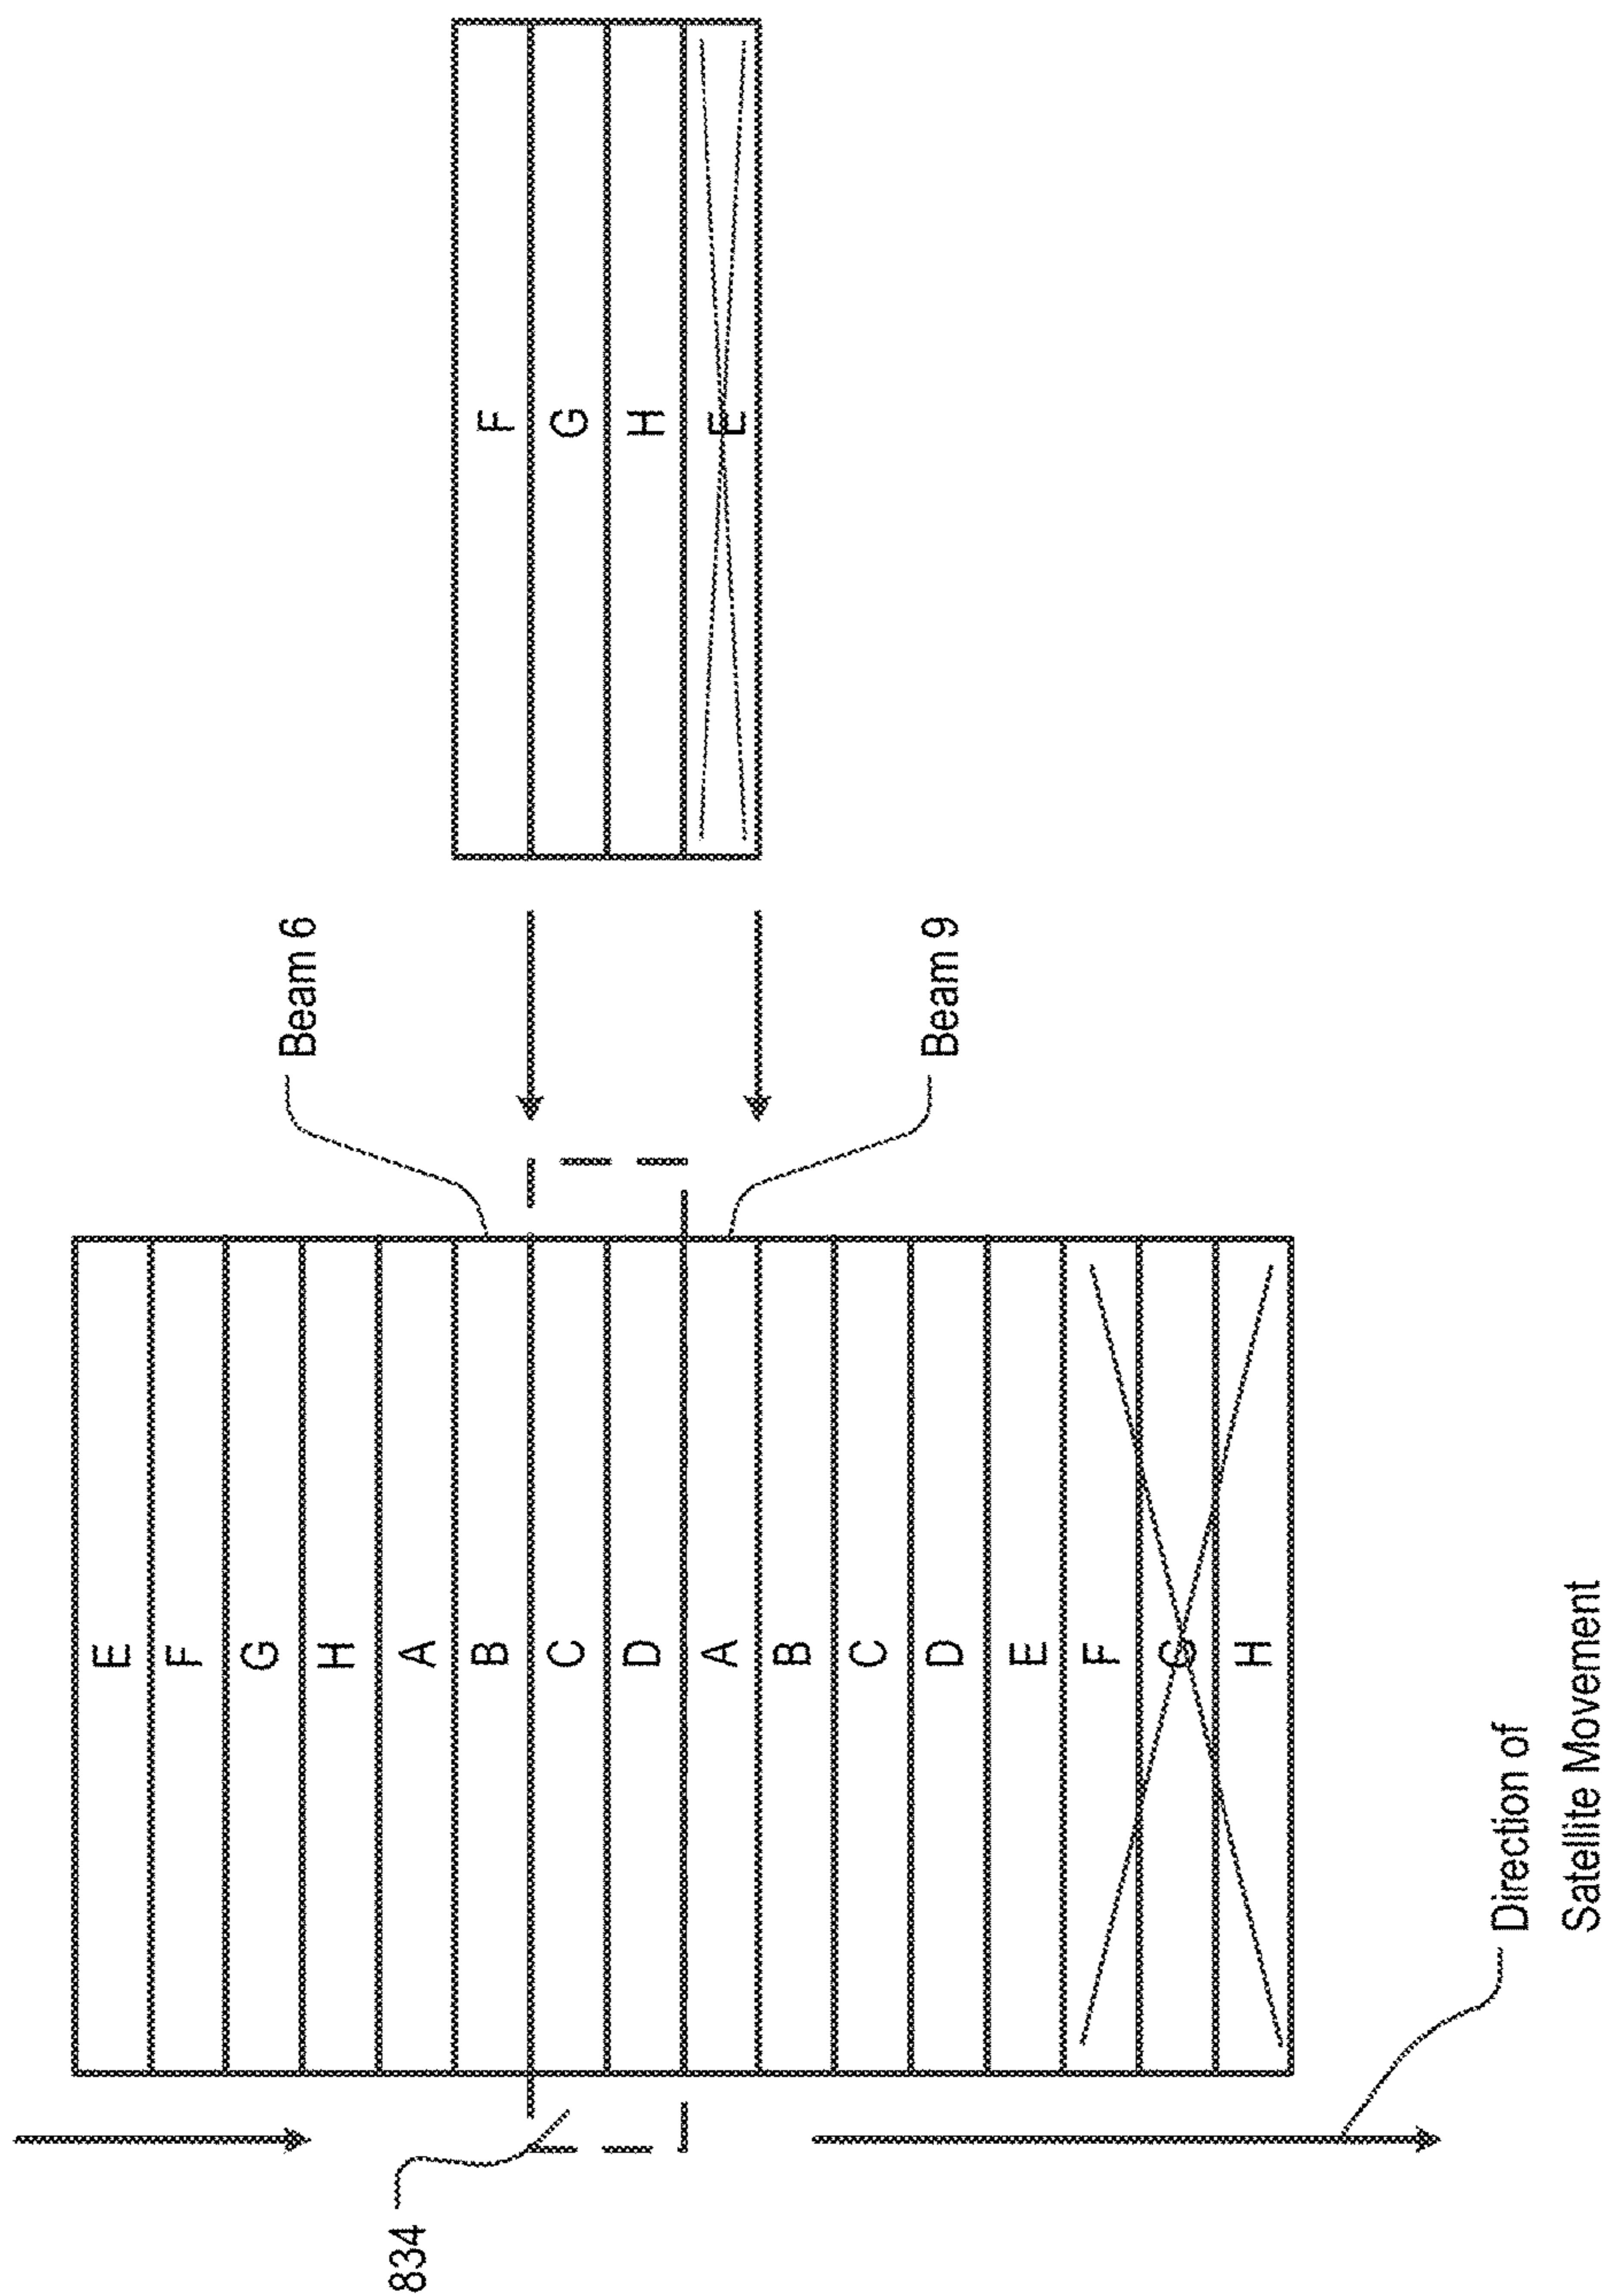 F
G
H
E
Beam 6
Beam 9
E
F
G
H
A
B
C
D
A
B
C
D
E
F
G
H
834
Direction of
Satellite Movement